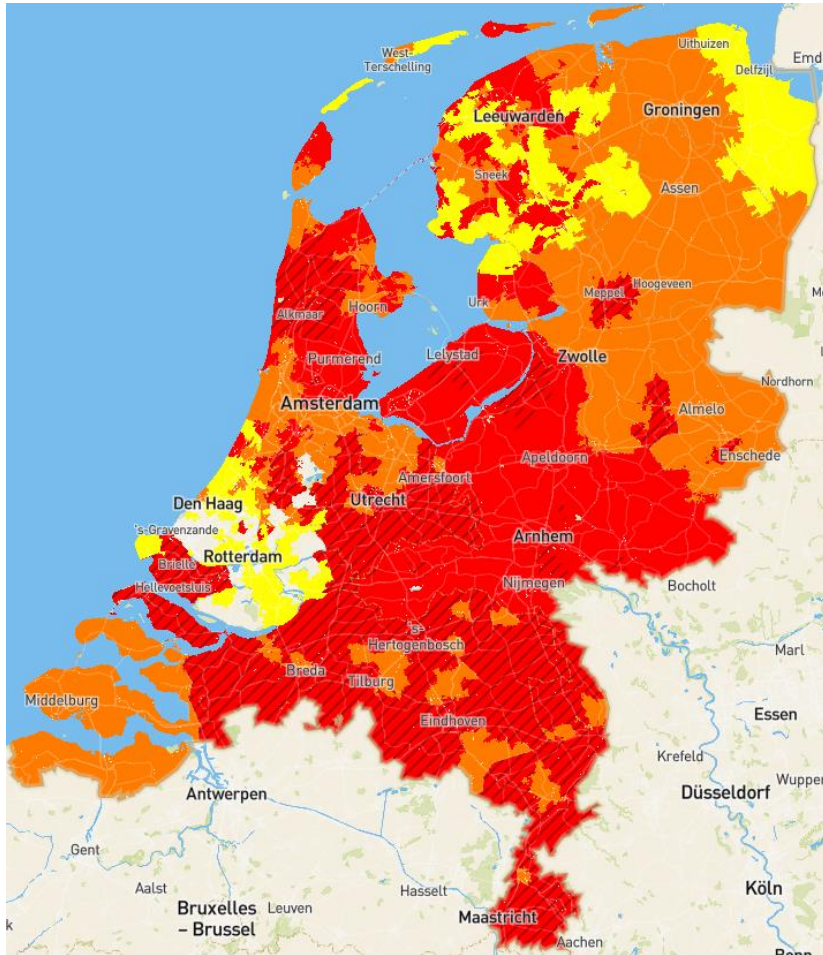 Uithuizen
Emd
West-
Terschelling
Delfzijl
Leeuwarden
Groningen
Sneek
Assen
Urk
Meppel
Hoogeveen
Alkmaar
Hoorn
Purmerend
Lelystad
Zwolle
Nordhorn
Amsterdam
Almelo
Enschede
Amersfoort
Apeldoorn
Utrecht
Den Haag
's-Gravenzande
Rotterdam
Arnhem
Brielle
Hellevoetsluis
Nijmegen
Bocholt
's-
Hertogenbosch
Marl
Breda
Tilburg
Middelburg
Eindhoven
Essen
Krefeld
Wupper
Antwerpen
Düsseldorf
Gent
Aalst
Hasselt
Köln
Bruxelles
– Brussel
Leuven
Maastricht
Aachen